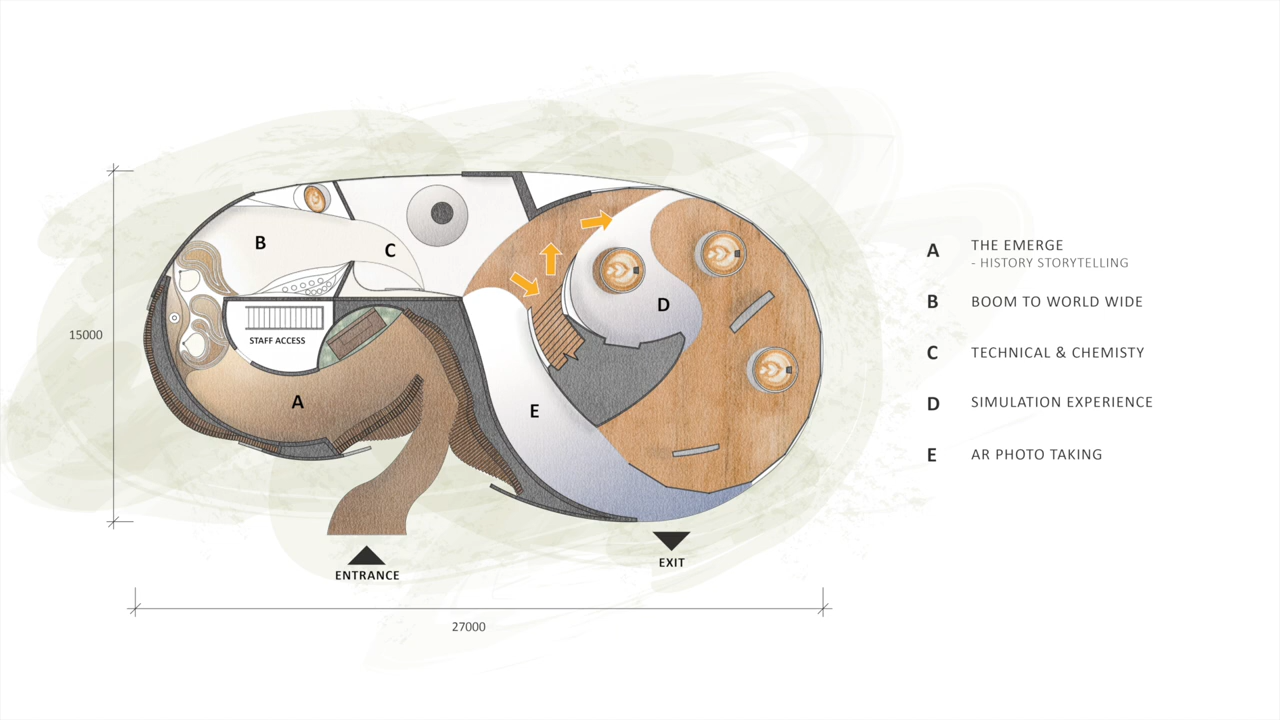 B
C
15000
STAFF ACCESS
D
A
E
ENTRANCE
EXIT
27000
A THE EMERGE
- HISTORY STORYTELLING
B BOOM TO WORLD WIDE
C TECHNICAL & CHEMISTY
D SIMULATION EXPERIENCE
E AR PHOTO TAKING